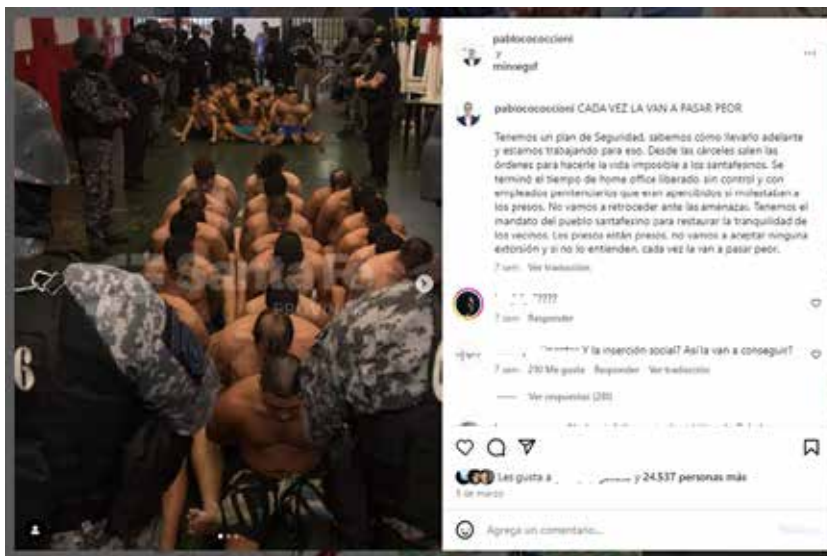 pablococcioni
y
minsegsf
pablococcioni CADA VEZ LA VAN A PASAR PEOR
Tenemos un plan de Seguridad, sabemos cómo llevarlo adelante
y estamos trabajando para eso. Desde las cárceles salen las
órdenes para hacerle la vida imposible a los santafesinos. Se
terminó el tiempo de home office liberado, sin control y con
empleados penitenciarios que eran apercibidos si molestaban a
los presos. No vamos a retroceder ante las amenazas. Tenemos el
mandato del pueblo santafesino para restaurar la tranquilidad de
los vecinos. Los presos están presos, no vamos a aceptar ninguna
extorsión y si no lo entienden, cada vez la van a pasar peor.
7 sem Ver traducción
????
7 sem Responder
Y la inserción social? Asi la van a conseguir?
7 sem 290 Me gusta Responder Ver traducción
Ver respuestas (28)
Les gusta a y 24.537 personas más
5 de marzo
Agrega un comentario...
Santa Fe
6
6